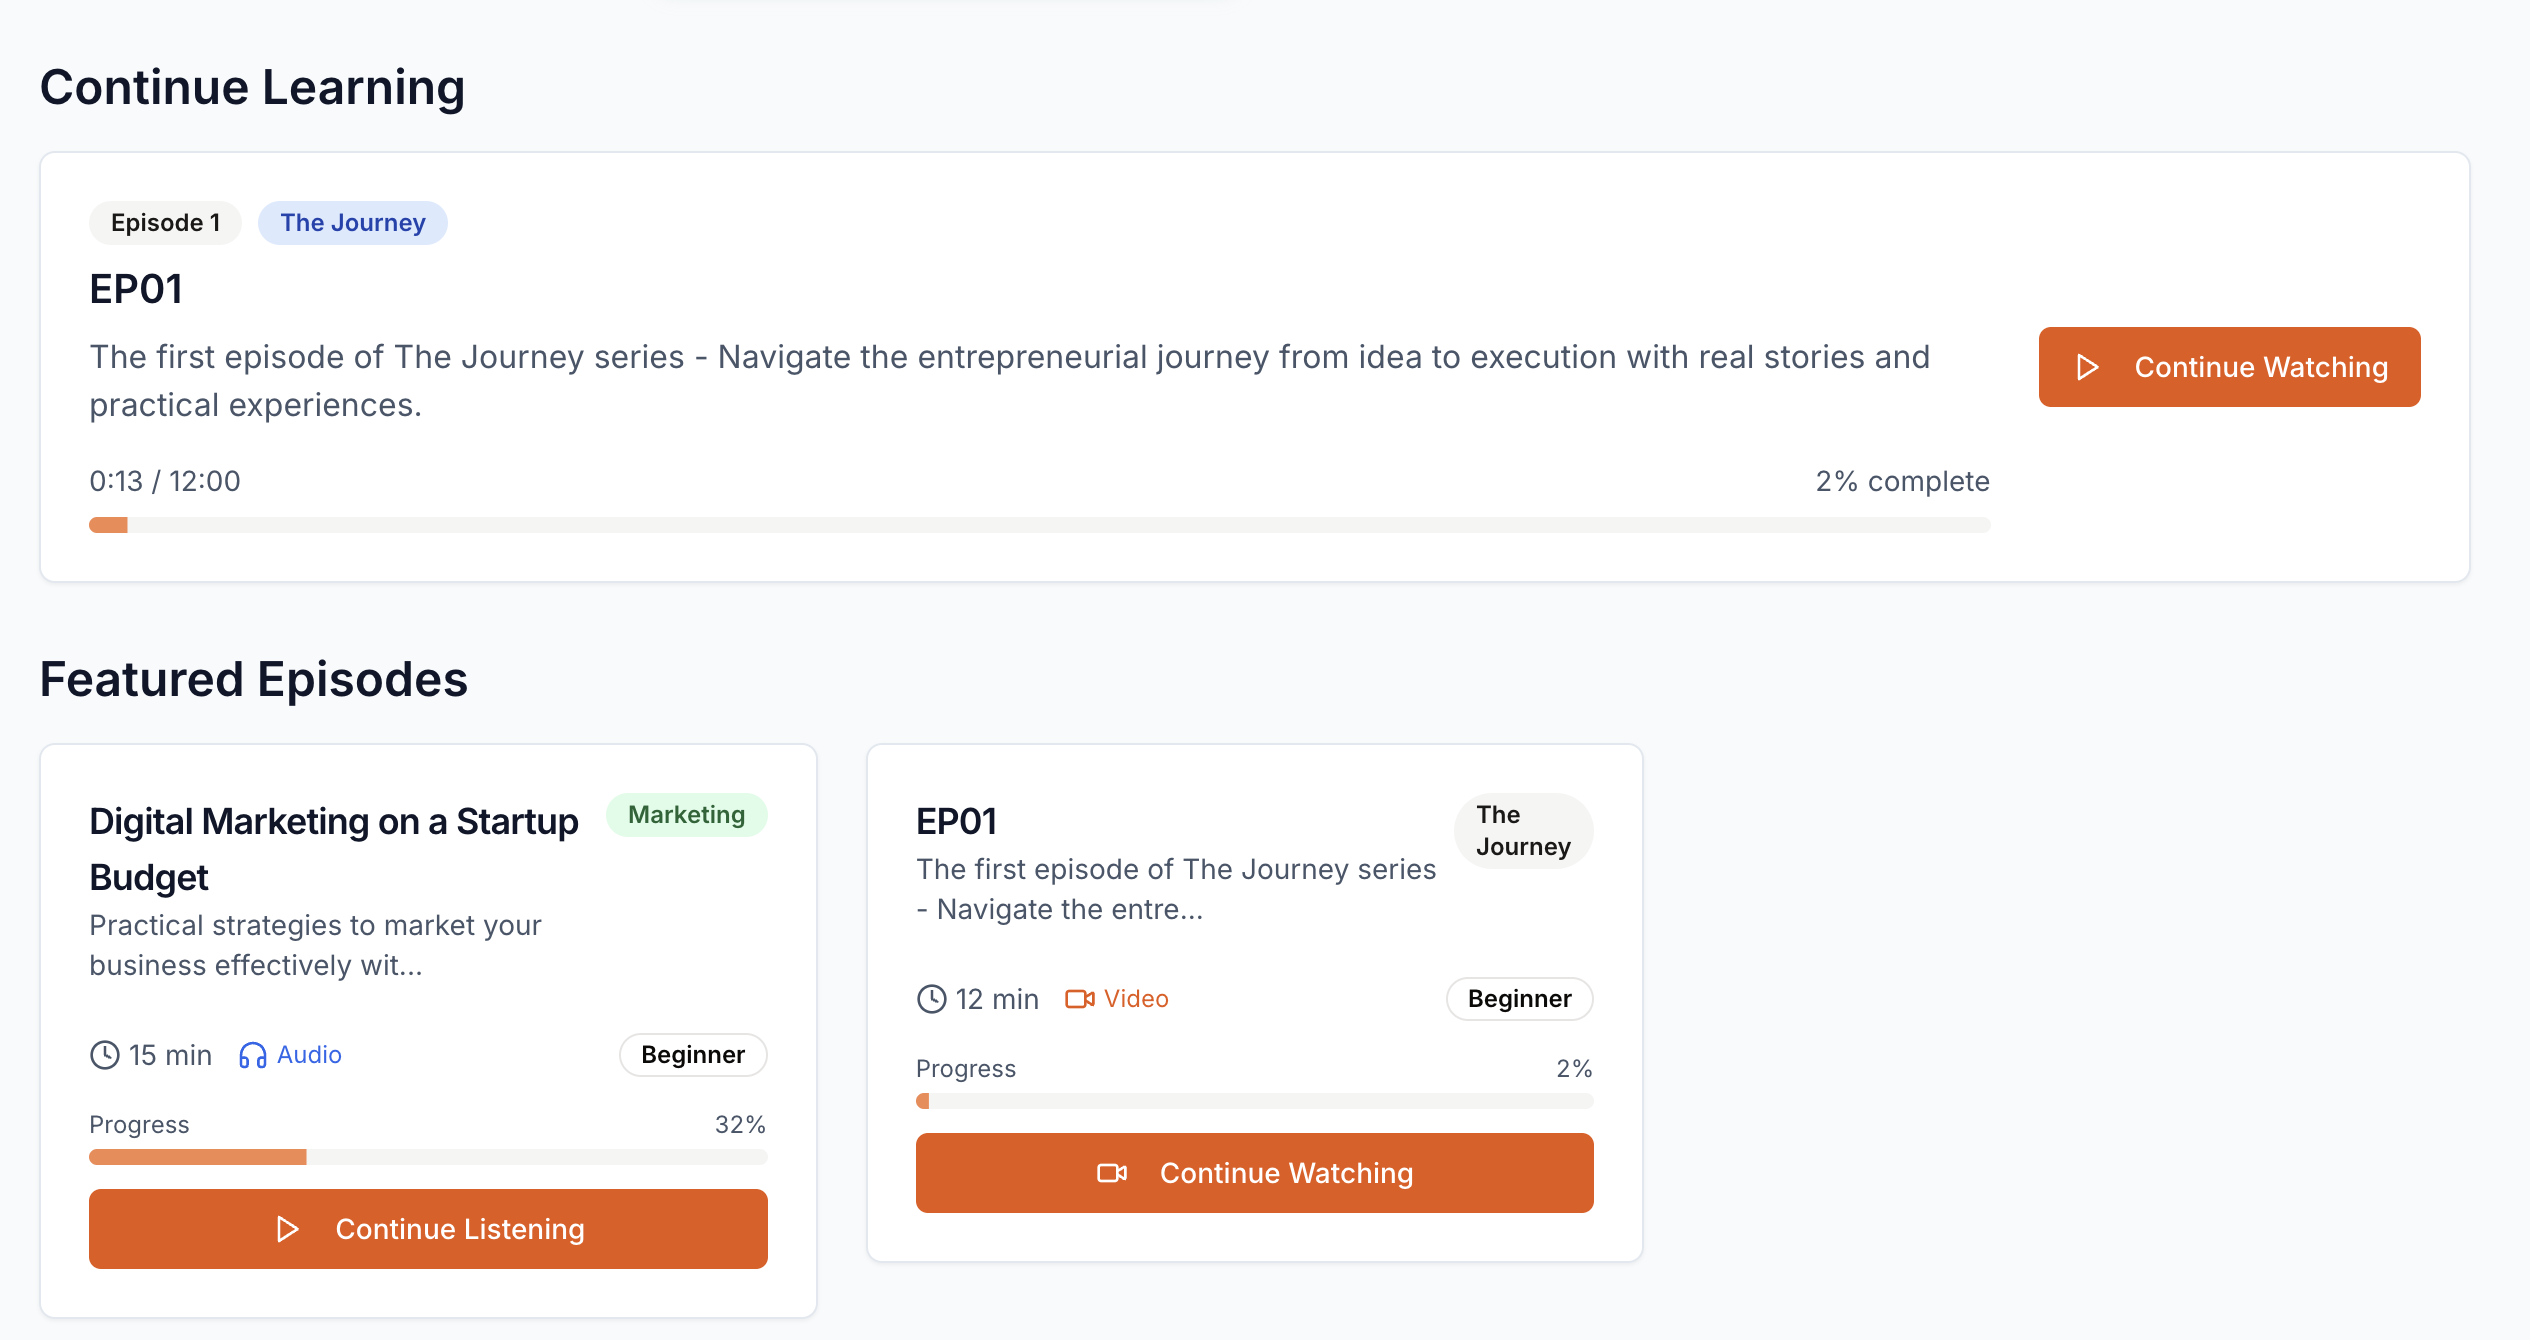 Continue Learning
Episode 1
The Journey
EP01
The first episode of The Journey series - Navigate the entrepreneurial journey from idea to execution with real stories and
practical experiences.
Continue Watching
0:13 / 12:00
2% complete
Featured Episodes
Digital Marketing on a Startup
Budget
Marketing
Practical strategies to market your
business effectively wit...
15 min
Audio
Beginner
Progress
32%
Continue Listening
EP01
The
Journey
The first episode of The Journey series
- Navigate the entre...
12 min
Video
Beginner
Progress
2%
Continue Watching